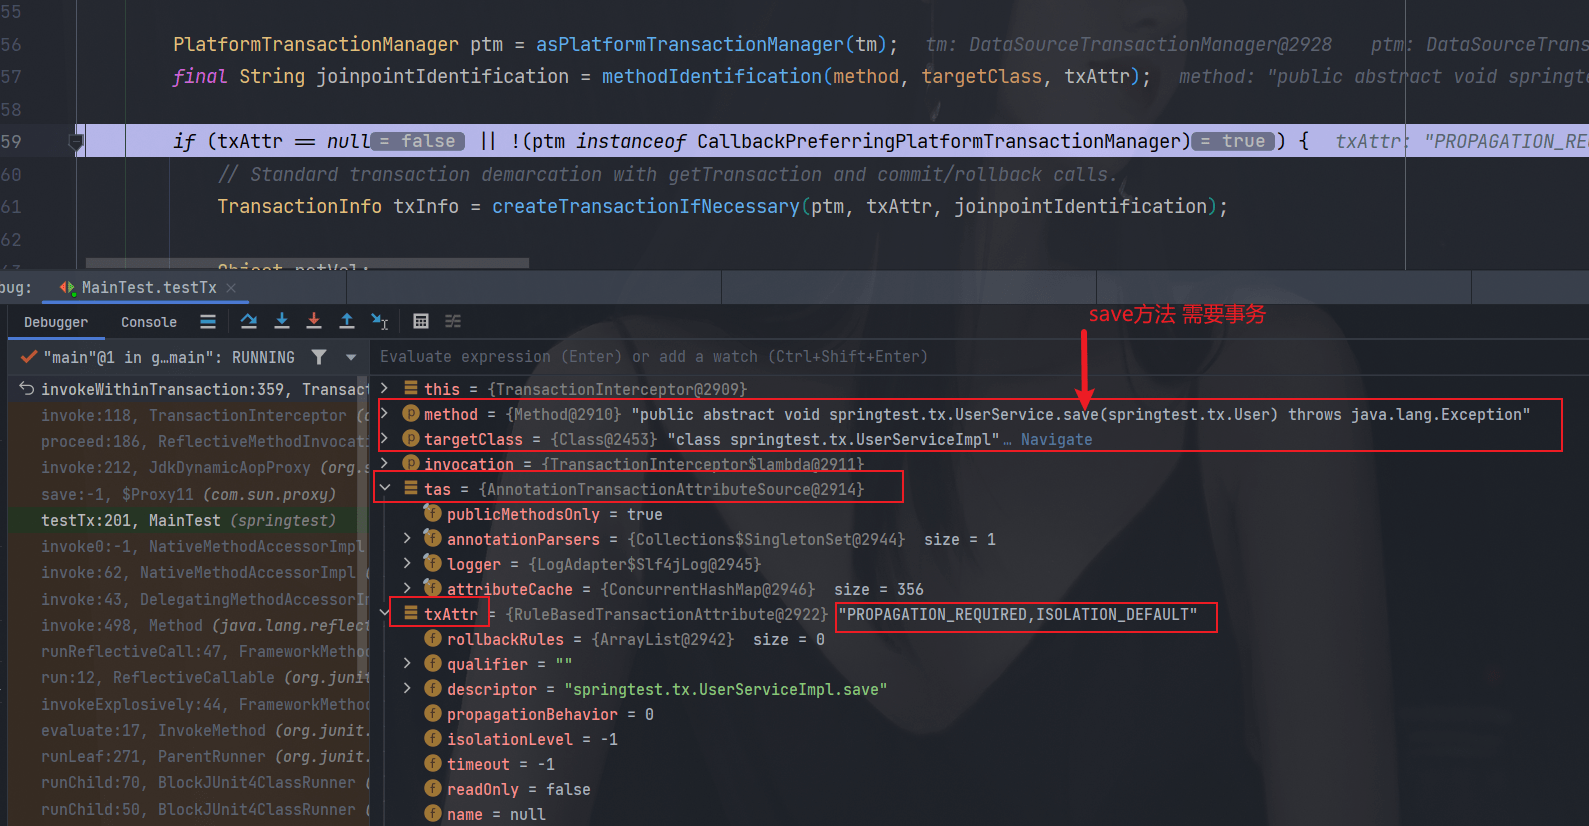 55
56 PlatformTransactionManager ptm = asPlatformTransactionManager(tm); tm: DataSourceTransactionManager@2928 ptm: DataSourceTrans
57 final String joinpointIdentification = methodIdentification(method, targetClass, txAttr); method: "public abstract void springte
58
59 if (txAttr == null = false || !(ptm instanceof CallbackPreferringPlatformTransactionManager) = true ) { txAttr: "PROPAGATION_RE
60 // Standard transaction demarcation with getTransaction and commit/rollback calls.
61 TransactionInfo txInfo = createTransactionIfNecessary(ptm, txAttr, joinpointIdentification);
62
63 Object retVal;
bug: MainTest.testTx
Debugger Console
save方法 需要事务
"main"@1 in g…main": RUNNING
Evaluate expression (Enter) or add a watch (Ctrl+Shift+Enter)
invokeWithinTransaction:359, Transact
invoke:118, TransactionInterceptor (o
proceed:186, ReflectiveMethodInvocati
invoke:212, JdkDynamicAopProxy (org.s
save:-1, $Proxy11 (com.sun.proxy)
testTx:201, MainTest (springtest)
invoke0:-1, NativeMethodAccessorImpl
invoke:62, NativeMethodAccessorImpl (
invoke:43, DelegatingMethodAccessorIm
invoke:498, Method (java.lang.reflect
runReflectiveCall:47, FrameworkMethod
run:12, ReflectiveCallable (org.junit
invokeExplosively:44, FrameworkMethod
evaluate:17, InvokeMethod (org.junit.
runLeaf:271, ParentRunner (org.junit.
runChild:70, BlockJUnit4ClassRunner (
runChild:50, BlockJUnit4ClassRunner (
this = {TransactionInterceptor@2909}
method = {Method@2910} "public abstract void springtest.tx.UserService.save(springtest.tx.User) throws java.lang.Exception"
targetClass = {Class@2453} "class springtest.tx.UserServiceImpl"… Navigate
invocation = {TransactionInterceptor$lambda@2911}
tas = {AnnotationTransactionAttributeSource@2914}
publicMethodsOnly = true
annotationParsers = {Collections$SingletonSet@2944} size = 1
logger = {LogAdapter$Slf4jLog@2945}
attributeCache = {ConcurrentHashMap@2946} size = 356
txAttr = {RuleBasedTransactionAttribute@2922} "PROPAGATION_REQUIRED,ISOLATION_DEFAULT"
rollbackRules = {ArrayList@2942} size = 0
qualifier = ""
descriptor = "springtest.tx.UserServiceImpl.save"
propagationBehavior = 0
isolationLevel = -1
timeout = -1
readOnly = false
name = null